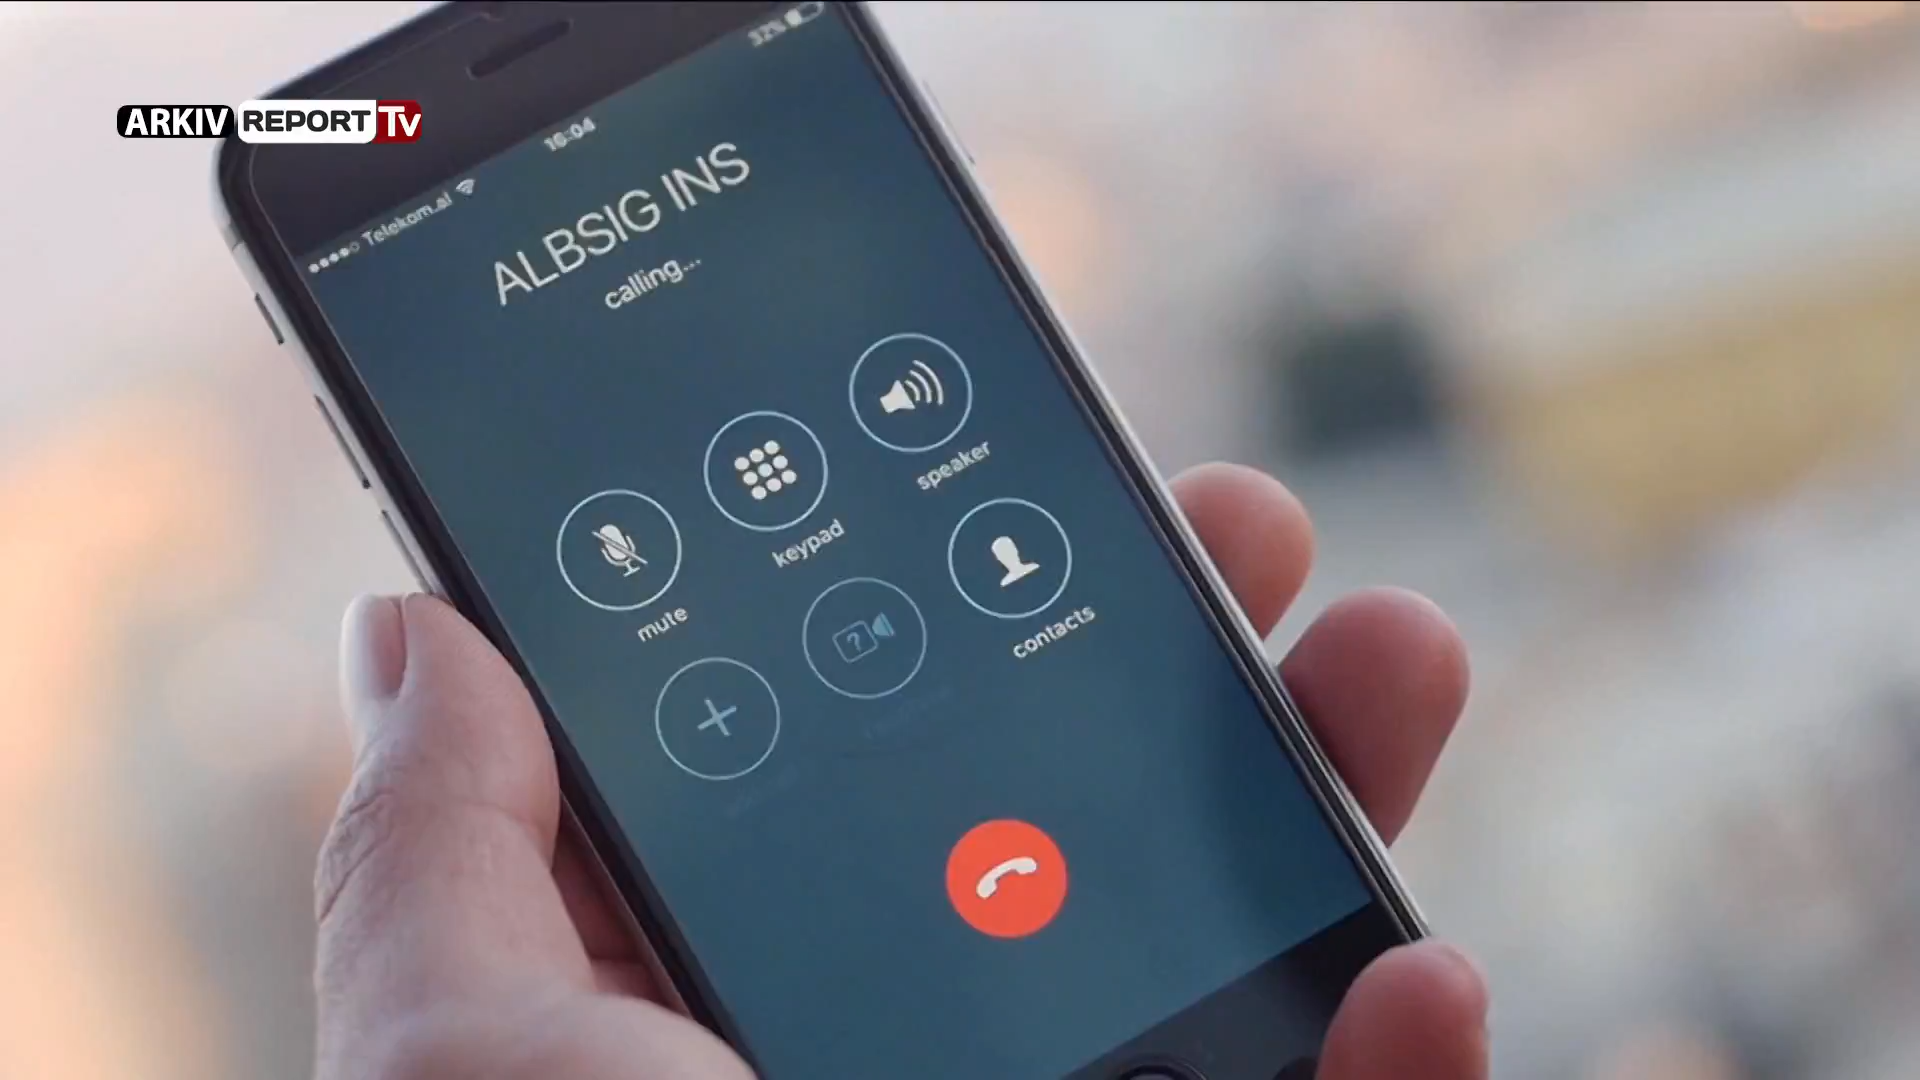 ARKIV REPORT Tv
32%
16:04
Telekom.al
ALBSIG INS
calling...
speaker
keypad
mute
contacts
?